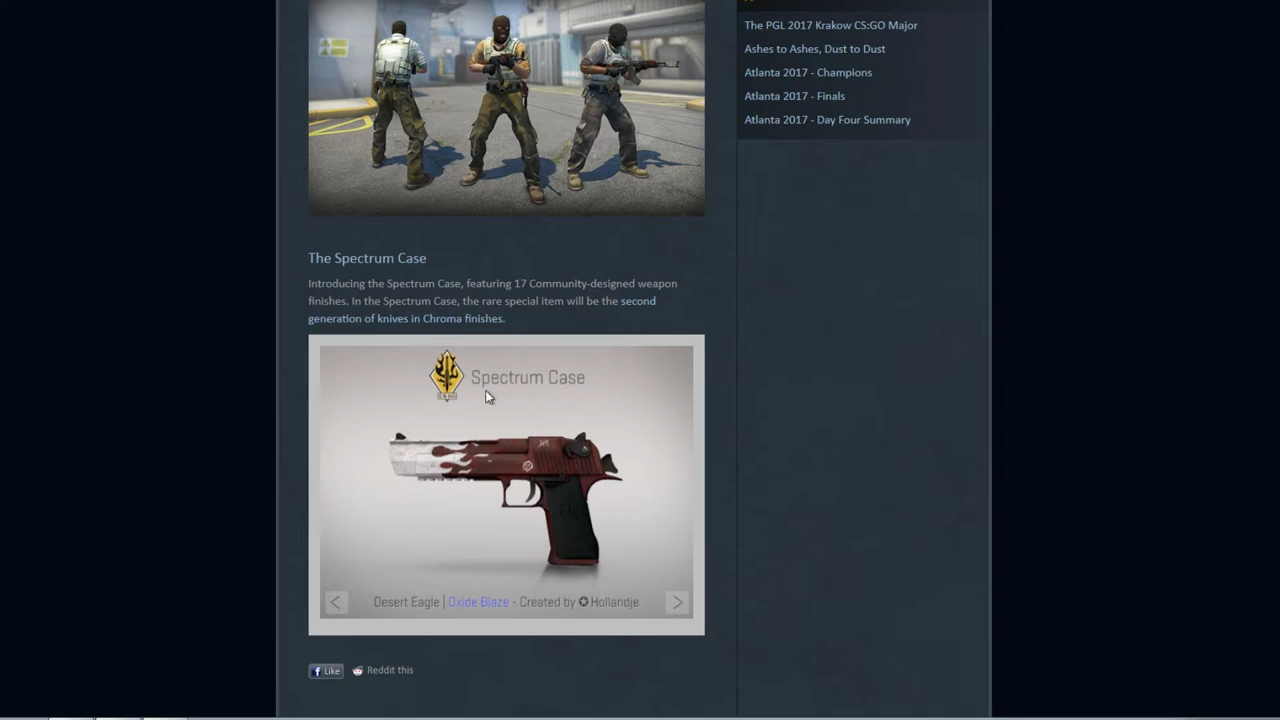 The PGL 2017 Krakow CS:GO Major
Ashes to Ashes, Dust to Dust
Atlanta 2017 - Champions
Atlanta 2017 - Finals
Atlanta 2017 - Day Four Summary
The Spectrum Case
Introducing the Spectrum Case, featuring 17 Community-designed weapon
finishes. In the Spectrum Case, the rare special item will be the second
generation of knives in Chroma finishes.
Spectrum Case
Desert Eagle | Oxide Blaze - Created by Hollandje
Like
Reddit this